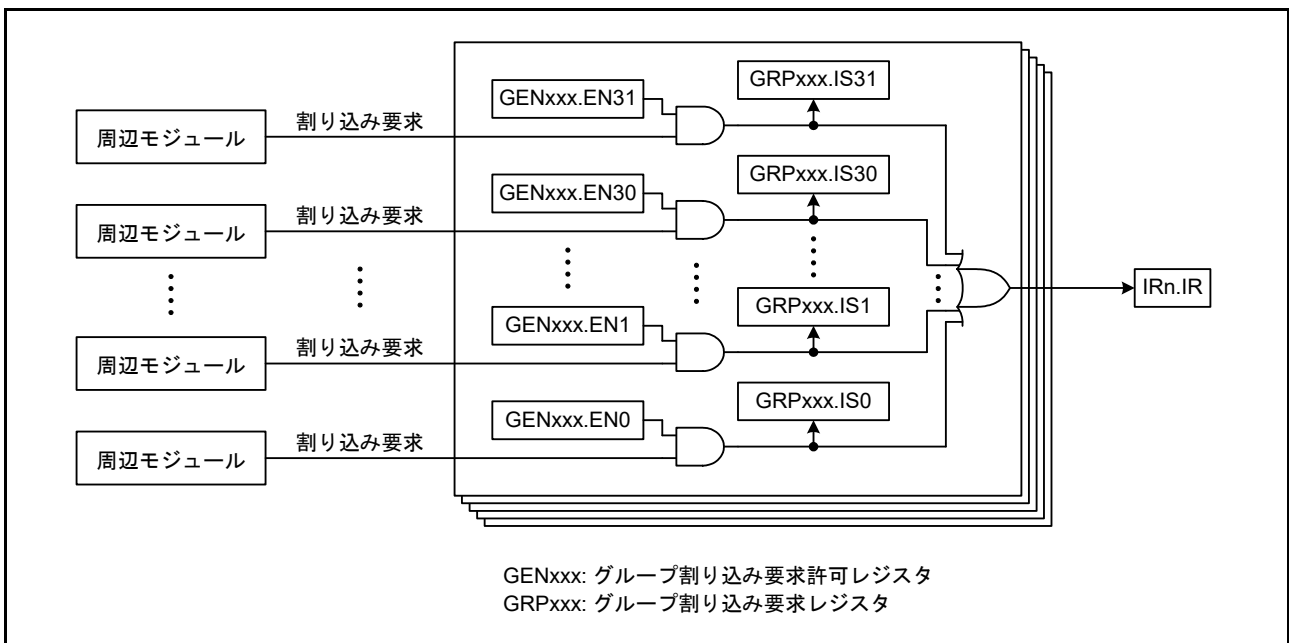 GRPxxx.IS31
GENxxx.EN31
割り込み要求
周辺モジュール
GRPxxx.IS30
GENxxx.EN30
割り込み要求
周辺モジュール
GRPxxx.IS1
GENxxx.EN1
割り込み要求
周辺モジュール
IRn.IR
GRPxxx.IS0
GENxxx.EN0
割り込み要求
周辺モジュール
GENxxx: グループ割り込み要求許可レジスタ
GRPxxx: グループ割り込み要求レジスタ